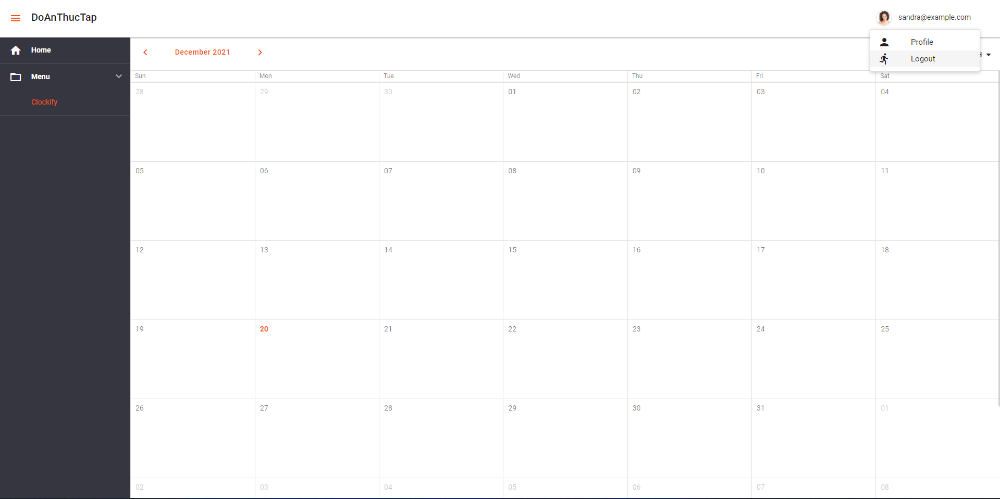 DoAnThucTap
sandra@example.com
Profile
Logout
Home
Menu
Clockify
December 2021
Sun Mon Tue Wed Thu Fri Sat
28 29 30 01 02 03 04
05 06 07 08 09 10 11
12 13 14 15 16 17 18
19 20 21 22 23 24 25
26 27 28 29 30 31 01
02 03 04 05 06 07 08